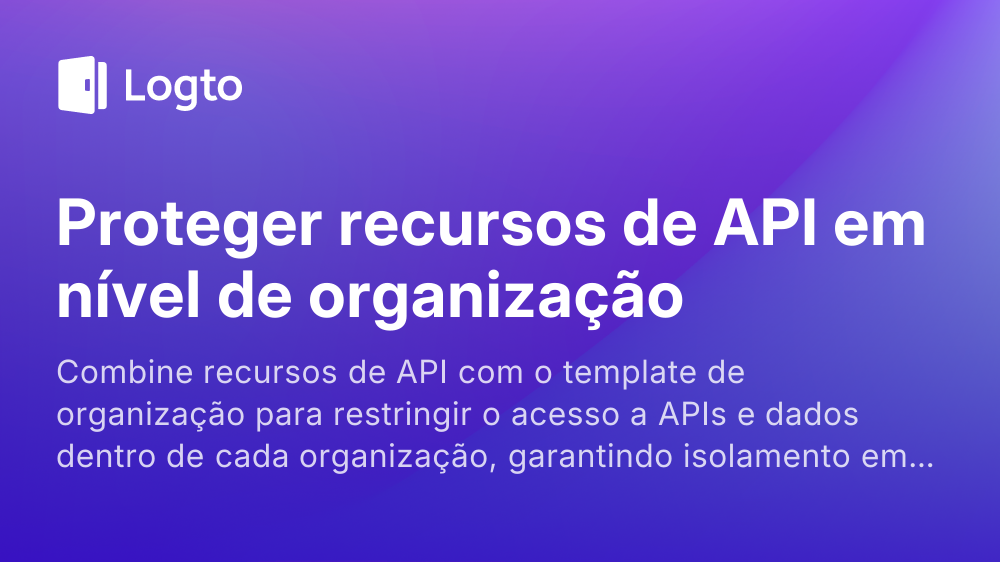 Logto
Proteger recursos de API em
nível de organização
Combine recursos de API com o template de
organização para restringir o acesso a APIs e dados
dentro de cada organização, garantindo isolamento em...